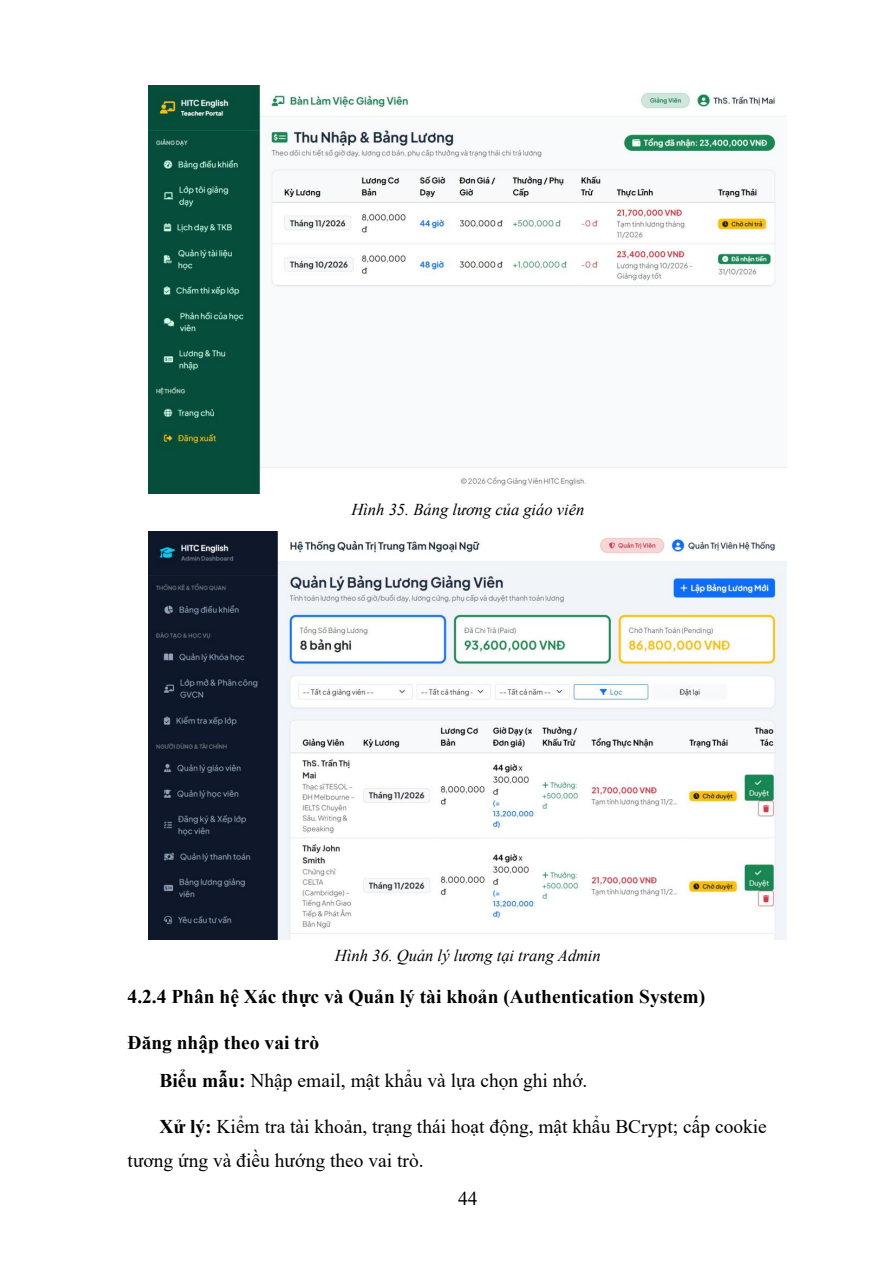 HITC English
Teacher Portal
GIẢNG DẠY
Bảng điều khiển
Lớp tôi giảng
dạy
Lịch dạy & TKB
Quản lý tài liệu
học
Chấm thi xếp lớp
Phản hồi của học
viên
Lương & Thu
nhập
HỆ THỐNG
Trang chủ
Đăng xuất
Bàn Làm Việc Giảng Viên
Giảng Viên
ThS. Trần Thị Mai
Thu Nhập & Bảng Lương
Theo dõi chi tiết số giờ dạy, lương cơ bản, phụ cấp thưởng và trạng thái chi trả lương
Tổng đã nhận: 23,400,000 VNĐ
Kỳ Lương
Lương Cơ
Bản
Số Giờ
Dạy
Đơn Giá /
Giờ
Thưởng / Phụ
Cấp
Khấu
Trừ
Thực Lĩnh
Trạng Thái
Tháng 11/2026
8,000,000
đ
44 giờ
300,000 đ
+500,000 đ
-0 đ
21,700,000 VNĐ
Tạm tính lương tháng
11/2026
Chờ chi trả
Tháng 10/2026
8,000,000
đ
48 giờ
300,000 đ
+1,000,000 đ
-0 đ
23,400,000 VNĐ
Lương tháng 10/2026 -
Giảng dạy tốt
Đã nhận tiền
31/10/2026
© 2026 Cổng Giảng Viên HITC English.
Hình 35. Bảng lương của giáo viên
HITC English
Admin Dashboard
THỐNG KÊ & TỔNG QUAN
Bảng điều khiển
ĐÀO TẠO & HỌC VỤ
Quản lý Khóa học
Lớp mở & Phân công
GVCN
Kiểm tra xếp lớp
NGƯỜI DÙNG & TÀI CHÍNH
Quản lý giáo viên
Quản lý học viên
Đăng ký & Xếp lớp
học viên
Quản lý thanh toán
Bảng lương giảng
viên
Yêu cầu tư vấn
Hệ Thống Quản Trị Trung Tâm Ngoại Ngữ
Quản Trị Viên
Quản Trị Viên Hệ Thống
Quản Lý Bảng Lương Giảng Viên
Tính toán lương theo số giờ/buổi dạy, lương cứng, phụ cấp và duyệt thanh toán lương
+ Lập Bảng Lương Mới
Tổng Số Bảng Lương
8 bản ghi
Đã Chi Trả (Paid)
93,600,000 VNĐ
Chờ Thanh Toán (Pending)
86,800,000 VNĐ
-- Tất cả giảng viên --
-- Tất cả tháng -
-- Tất cả năm --
Lọc
Đặt lại
Giảng Viên
Kỳ Lương
Lương Cơ
Bản
Giờ Dạy (x
Đơn giá)
Thưởng /
Khấu Trừ
Tổng Thực Nhận
Trạng Thái
Thao
Tác
ThS. Trần Thị
Mai
Thạc sĩ TESOL -
ĐH Melbourne -
IELTS Chuyên
Sâu, Writing &
Speaking
Tháng 11/2026
8,000,000
đ
44 giờ x
300,000
đ
(=
13,200,000
đ)
+ Thưởng:
+500,000
đ
21,700,000 VNĐ
Tạm tính lương tháng 11/2...
Chờ duyệt
Duyệt
Thầy John
Smith
Chứng chỉ
CELTA
(Cambridge) -
Tiếng Anh Giao
Tiếp & Phát Âm
Bản Ngữ
Tháng 11/2026
8,000,000
đ
44 giờ x
300,000
đ
(=
13,200,000
đ)
+ Thưởng:
+500,000
đ
21,700,000 VNĐ
Tạm tính lương tháng 11/2...
Chờ duyệt
Duyệt
Hình 36. Quản lý lương tại trang Admin
4.2.4 Phân hệ Xác thực và Quản lý tài khoản (Authentication System)
Đăng nhập theo vai trò
Biểu mẫu: Nhập email, mật khẩu và lựa chọn ghi nhớ.
Xử lý: Kiểm tra tài khoản, trạng thái hoạt động, mật khẩu BCrypt; cấp cookie
tương ứng và điều hướng theo vai trò.
44